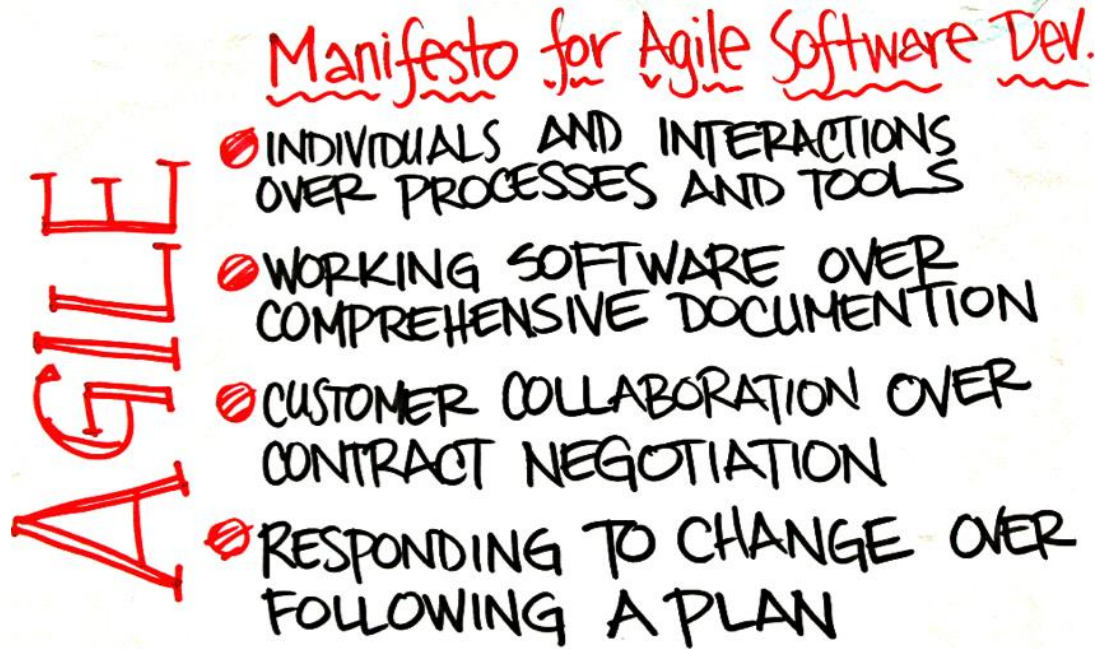 Manifesto for Agile Software Dev.
AGILE
INDIVIDUALS AND INTERACTIONS
OVER PROCESSES AND TOOLS
WORKING SOFTWARE OVER
COMPREHENSIVE DOCUMENTION
CUSTOMER COLLABORATION OVER
CONTRACT NEGOTIATION
RESPONDING TO CHANGE OVER
FOLLOWING A PLAN